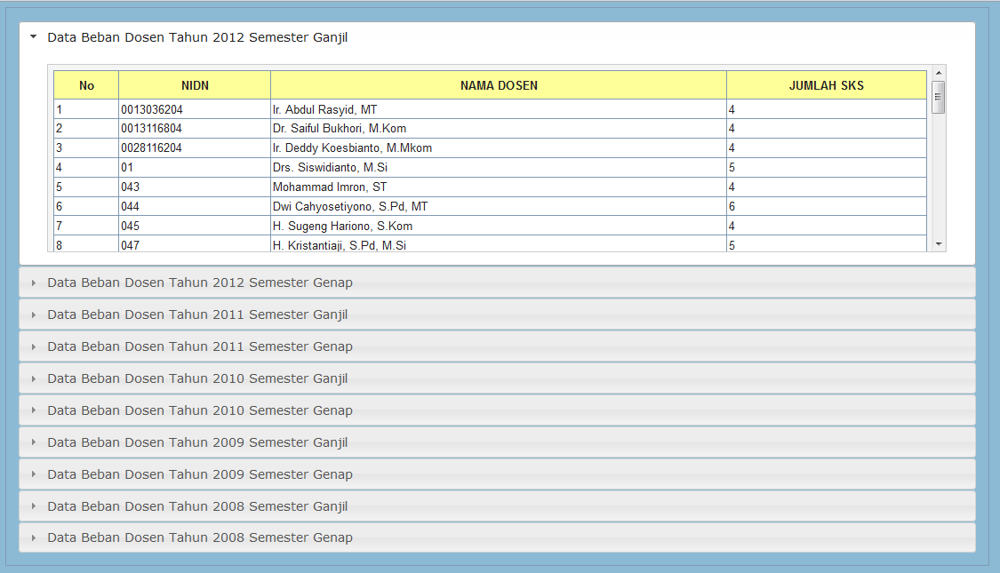 Data Beban Dosen Tahun 2012 Semester Ganjil
No NIDN NAMA DOSEN JUMLAH SKS
1 0013036204 Ir. Abdul Rasyid, MT 4
2 0013116804 Dr. Saiful Bukhori, M.Kom 4
3 0028116204 Ir. Deddy Koesbianto, M.Mkom 4
4 01 Drs. Siswidianto, M.Si 5
5 043 Mohammad Imron, ST 4
6 044 Dwi Cahyosetiyono, S.Pd, MT 6
7 045 H. Sugeng Hariono, S.Kom 4
8 047 H. Kristantiaji, S.Pd, M.Si 5
Data Beban Dosen Tahun 2012 Semester Genap
Data Beban Dosen Tahun 2011 Semester Ganjil
Data Beban Dosen Tahun 2011 Semester Genap
Data Beban Dosen Tahun 2010 Semester Ganjil
Data Beban Dosen Tahun 2010 Semester Genap
Data Beban Dosen Tahun 2009 Semester Ganjil
Data Beban Dosen Tahun 2009 Semester Genap
Data Beban Dosen Tahun 2008 Semester Ganjil
Data Beban Dosen Tahun 2008 Semester Genap